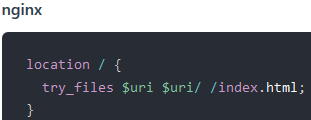 nginx
location / {
try_files $uri $uri/ /index.html;
}